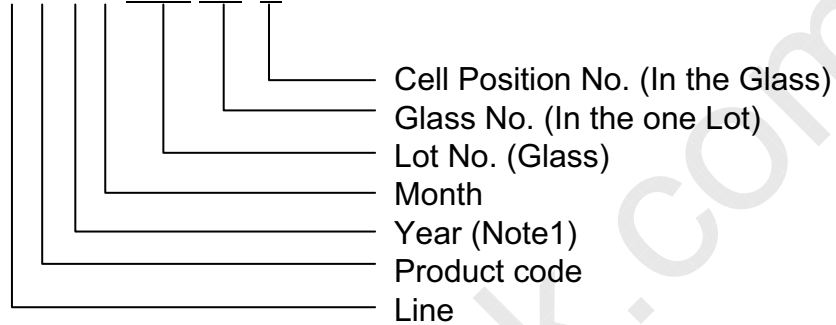 Cell Position No. (In the Glass)
Glass No. (In the one Lot)
Lot No. (Glass)
Month
Year (Note1)
Product code
Line